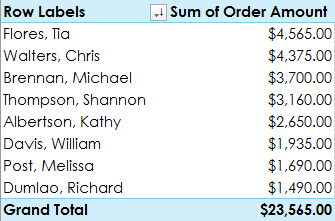 Row Labels Sum of Order Amount
Flores, Tia $4,565.00
Walters, Chris $4,375.00
Brennan, Michael $3,700.00
Thompson, Shannon $3,160.00
Albertson, Kathy $2,650.00
Davis, William $1,935.00
Post, Melissa $1,690.00
Dumlao, Richard $1,490.00
Grand Total $23,565.00